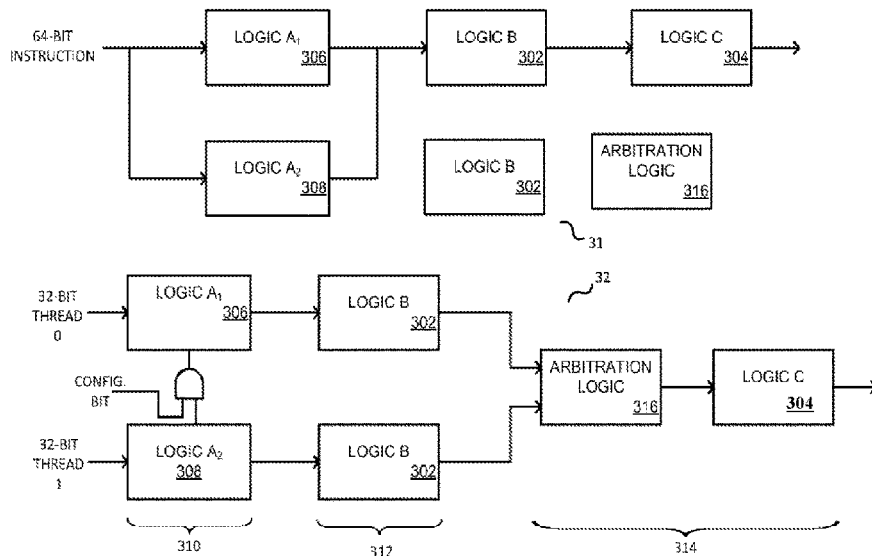 64-BIT
INSTRUCTION
LOGIC A₁
306
LOGIC B
302
LOGIC C
304
LOGIC A₂
308
LOGIC B
302
ARBITRATION
LOGIC
316
31
32
32-BIT
THREAD
0
LOGIC A₁
306
LOGIC B
302
CONFIG.
BIT
ARBITRATION
LOGIC
316
LOGIC C
304
32-BIT
THREAD
1
LOGIC A₂
308
LOGIC B
302
310
312
314